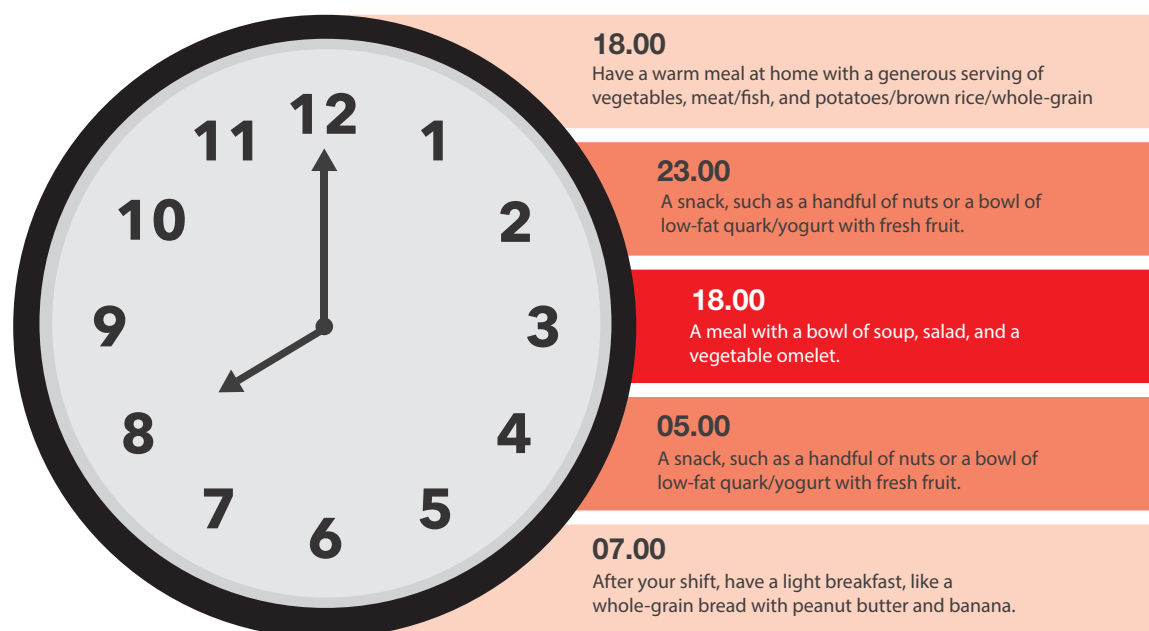 12
11
1
10
2
9
3
8
4
7
5
6
18.00
Have a warm meal at home with a generous serving of
vegetables, meat/fish, and potatoes/brown rice/whole-grain
23.00
A snack, such as a handful of nuts or a bowl of
low-fat quark/yogurt with fresh fruit.
18.00
A meal with a bowl of soup, salad, and a
vegetable omelet.
05.00
A snack, such as a handful of nuts or a bowl of
low-fat quark/yogurt with fresh fruit.
07.00
After your shift, have a light breakfast, like a
whole-grain bread with peanut butter and banana.